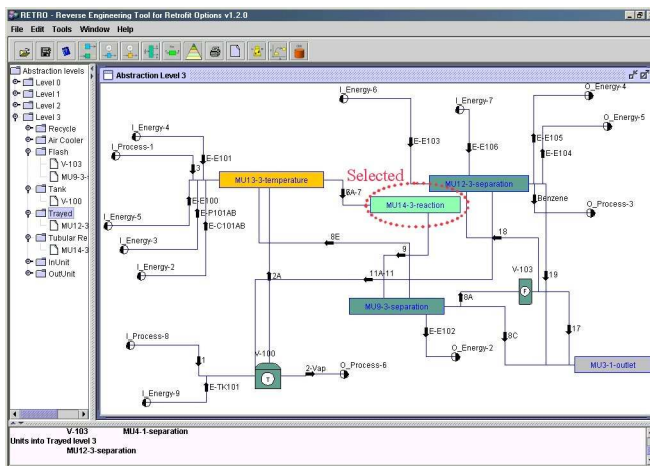 RETRO - Reverse Engineering Tool for Retrofit Options v1.2.0
File Edit Tools Window Help
Abstraction levels
Level 0
Level 1
Level 2
Level 3
Recycle
Air Cooler
Flash
V-103
MU9-3-s
Tank
V-100
Trayed
MU12-3
Tubular Re
MU14-3
InUnit
OutUnit
Abstraction Level 3
I_Energy-6
I_Energy-7
O_Energy-4
O_Energy-5
I_Energy-4
I_Process-1
E-E101
3
E-E103
E-E106
E-E105
E-E104
MU13-3-temperature
Selected
MU12-3-separation
6A-7
MU14-3-reaction
Benzene
O_Process-3
E-E100
E-P101AB
E-C101AB
I_Energy-5
I_Energy-3
I_Energy-2
8E
9
18
2A
11A-11
V-103
19
F
MU9-3-separation
8A
8C
17
E-E102
O_Energy-2
I_Process-8
1
V-100
T
2-Vap
O_Process-6
MU3-1-outlet
E-TK101
I_Energy-9
V-103 MU4-1-separation
Units into Trayed level 3
MU12-3-separation